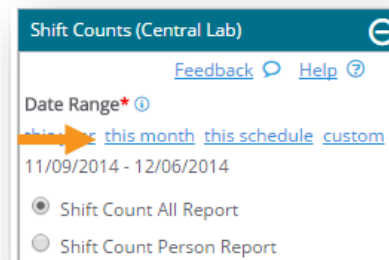 Shift Counts (Central Lab)
Feedback Help
Date Range*
this month this schedule custom
11/09/2014 - 12/06/2014
Shift Count All Report
Shift Count Person Report